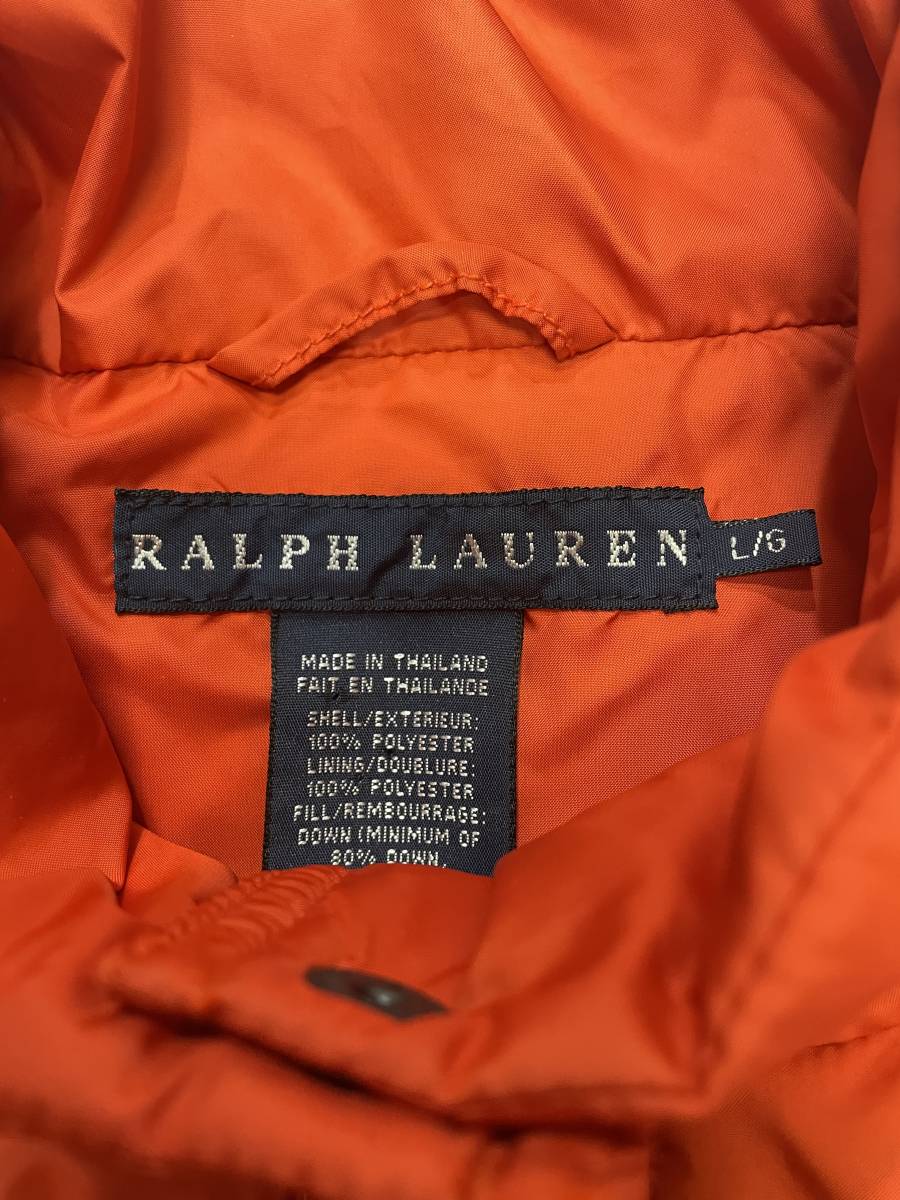 RALPH LAUREN
L/G
MADE IN THAILAND
FAIT EN THAILANDE
SHELL/EXTERIEUR:
100% POLYESTER
LINING/DOUBLURE:
100% POLYESTER
FILL/REMBOURRAGE:
DOWN (MINIMUM OF
80% DOWN,